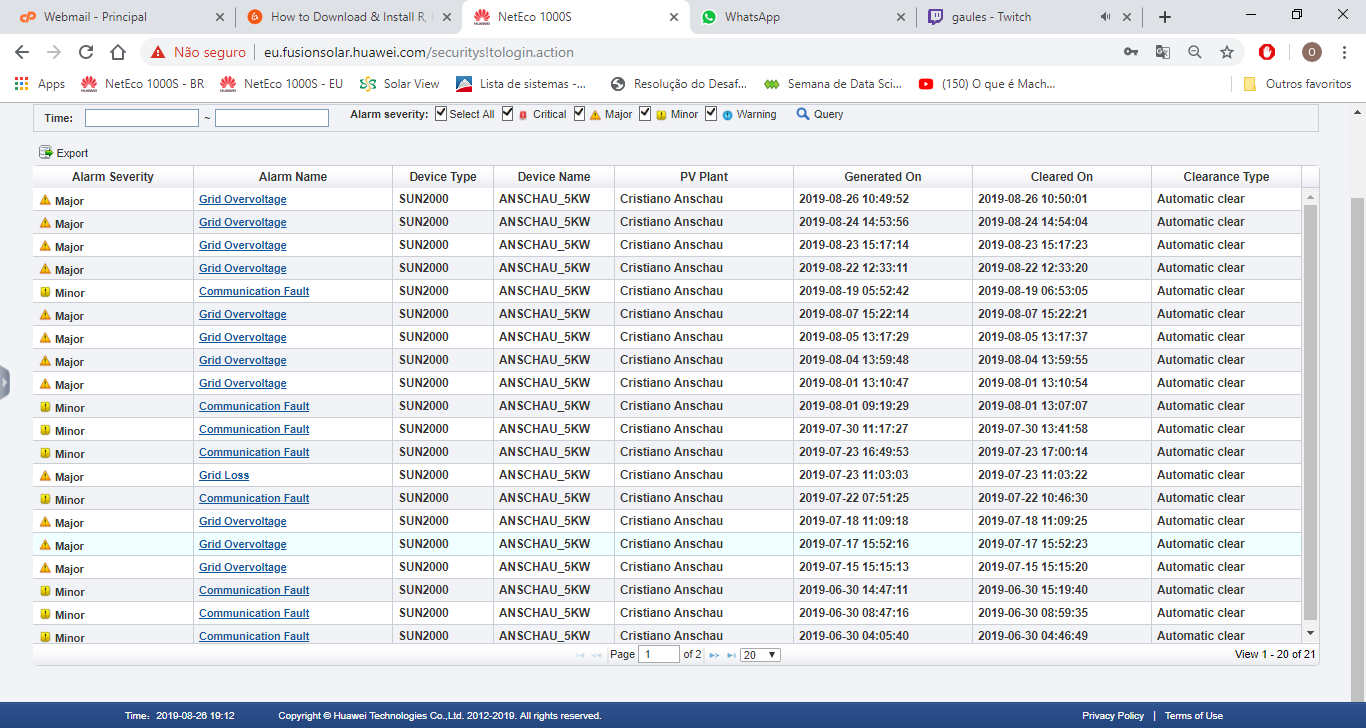 Webmail - Principal How to Download & Install R, NetEco 1000S WhatsApp gaules - Twitch
Não seguro eu.fusionsolar.huawei.com/securitys!tologin.action
Apps NetEco 1000S - BR NetEco 1000S - EU Solar View Lista de sistemas -... Resolução do Desaf... Semana de Data Sci... (150) O que é Mach... Outros favoritos
Time: ~ Alarm severity: Select All Critical Major Minor Warning Query
Export
Alarm Severity Alarm Name Device Type Device Name PV Plant Generated On Cleared On Clearance Type
Major Grid Overvoltage SUN2000 ANSCHAU_5KW Cristiano Anschau 2019-08-26 10:49:52 2019-08-26 10:50:01 Automatic clear
Major Grid Overvoltage SUN2000 ANSCHAU_5KW Cristiano Anschau 2019-08-24 14:53:56 2019-08-24 14:54:04 Automatic clear
Major Grid Overvoltage SUN2000 ANSCHAU_5KW Cristiano Anschau 2019-08-23 15:17:14 2019-08-23 15:17:23 Automatic clear
Major Grid Overvoltage SUN2000 ANSCHAU_5KW Cristiano Anschau 2019-08-22 12:33:11 2019-08-22 12:33:20 Automatic clear
Minor Communication Fault SUN2000 ANSCHAU_5KW Cristiano Anschau 2019-08-19 05:52:42 2019-08-19 06:53:05 Automatic clear
Major Grid Overvoltage SUN2000 ANSCHAU_5KW Cristiano Anschau 2019-08-07 15:22:14 2019-08-07 15:22:21 Automatic clear
Major Grid Overvoltage SUN2000 ANSCHAU_5KW Cristiano Anschau 2019-08-05 13:17:29 2019-08-05 13:17:37 Automatic clear
Major Grid Overvoltage SUN2000 ANSCHAU_5KW Cristiano Anschau 2019-08-04 13:59:48 2019-08-04 13:59:55 Automatic clear
Major Grid Overvoltage SUN2000 ANSCHAU_5KW Cristiano Anschau 2019-08-01 13:10:47 2019-08-01 13:10:54 Automatic clear
Minor Communication Fault SUN2000 ANSCHAU_5KW Cristiano Anschau 2019-08-01 09:19:29 2019-08-01 13:07:07 Automatic clear
Minor Communication Fault SUN2000 ANSCHAU_5KW Cristiano Anschau 2019-07-30 11:17:27 2019-07-30 13:41:58 Automatic clear
Minor Communication Fault SUN2000 ANSCHAU_5KW Cristiano Anschau 2019-07-23 16:49:53 2019-07-23 17:00:14 Automatic clear
Major Grid Loss SUN2000 ANSCHAU_5KW Cristiano Anschau 2019-07-23 11:03:03 2019-07-23 11:03:22 Automatic clear
Minor Communication Fault SUN2000 ANSCHAU_5KW Cristiano Anschau 2019-07-22 07:51:25 2019-07-22 10:46:30 Automatic clear
Major Grid Overvoltage SUN2000 ANSCHAU_5KW Cristiano Anschau 2019-07-18 11:09:18 2019-07-18 11:09:25 Automatic clear
Major Grid Overvoltage SUN2000 ANSCHAU_5KW Cristiano Anschau 2019-07-17 15:52:16 2019-07-17 15:52:23 Automatic clear
Major Grid Overvoltage SUN2000 ANSCHAU_5KW Cristiano Anschau 2019-07-15 15:15:13 2019-07-15 15:15:20 Automatic clear
Minor Communication Fault SUN2000 ANSCHAU_5KW Cristiano Anschau 2019-06-30 14:47:11 2019-06-30 15:19:40 Automatic clear
Minor Communication Fault SUN2000 ANSCHAU_5KW Cristiano Anschau 2019-06-30 08:47:16 2019-06-30 08:59:35 Automatic clear
Minor Communication Fault SUN2000 ANSCHAU_5KW Cristiano Anschau 2019-06-30 04:05:40 2019-06-30 04:46:49 Automatic clear
Page 1 of 2 20 View 1 - 20 of 21
Time: 2019-08-26 19:12 Copyright © Huawei Technologies Co.,Ltd. 2012-2019. All rights reserved. Privacy Policy | Terms of Use